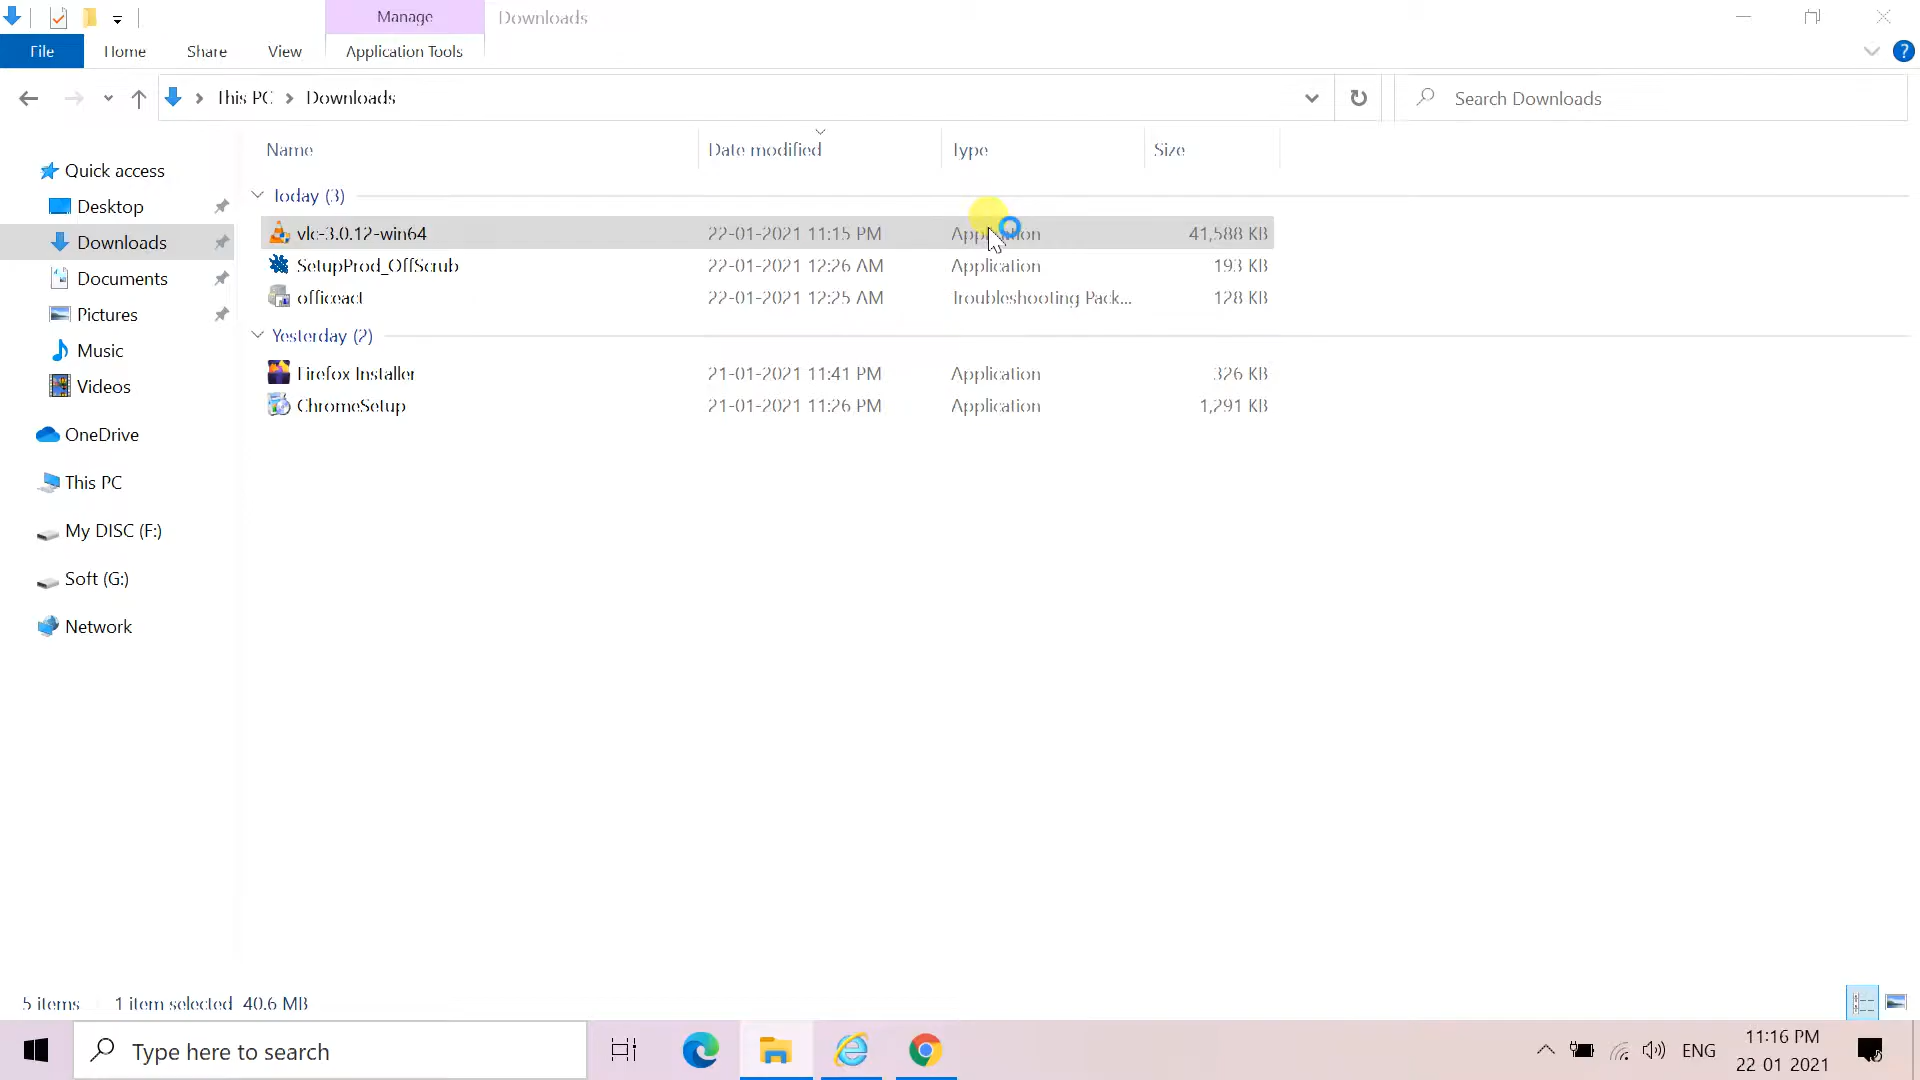 Manage
Downloads
File
Home
Share
View
Application Tools
This PC
Downloads
Search Downloads
Name
Date modified
Type
Size
Quick access
Desktop
Downloads
Documents
Pictures
Music
Videos
OneDrive
This PC
My DISC (F:)
Soft (G:)
Network
Today (3)
vlc-3.0.12-win64 22-01-2021 11:15 PM Application 41,588 KB
SetupProd_OffScrub 22-01-2021 12:26 AM Application 193 KB
officeact 22-01-2021 12:25 AM Troubleshooting Pack... 128 KB
Yesterday (2)
Firefox Installer 21-01-2021 11:41 PM Application 326 KB
ChromeSetup 21-01-2021 11:26 PM Application 1,291 KB
5 items 1 item selected 40.6 MB
Type here to search
ENG
11:16 PM
22-01-2021